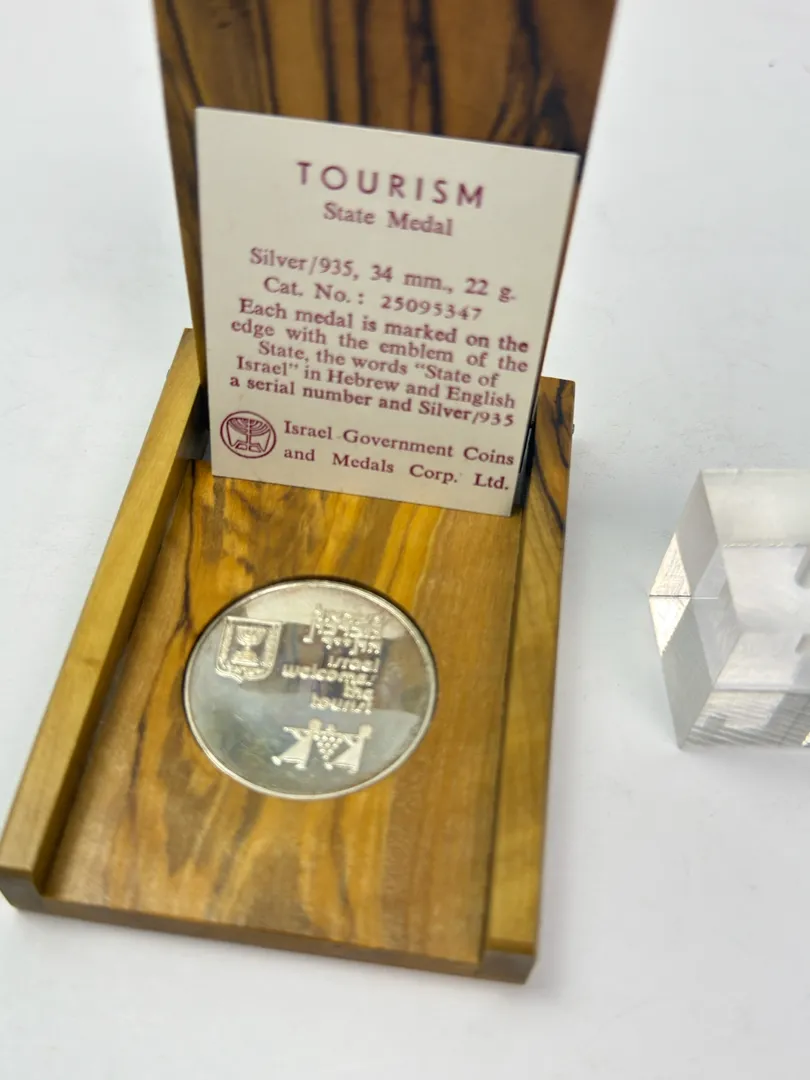 TOURISM
State Medal
Silver/935, 34 mm., 22 g.
Cat. No.: 25095347
Each medal is marked on the
edge with the emblem of the
State, the words "State of
Israel" in Hebrew and English
a serial number and Silver/935
Israel Government Coins
and Medals Corp. Ltd.
israel
welcomes
the
tourist